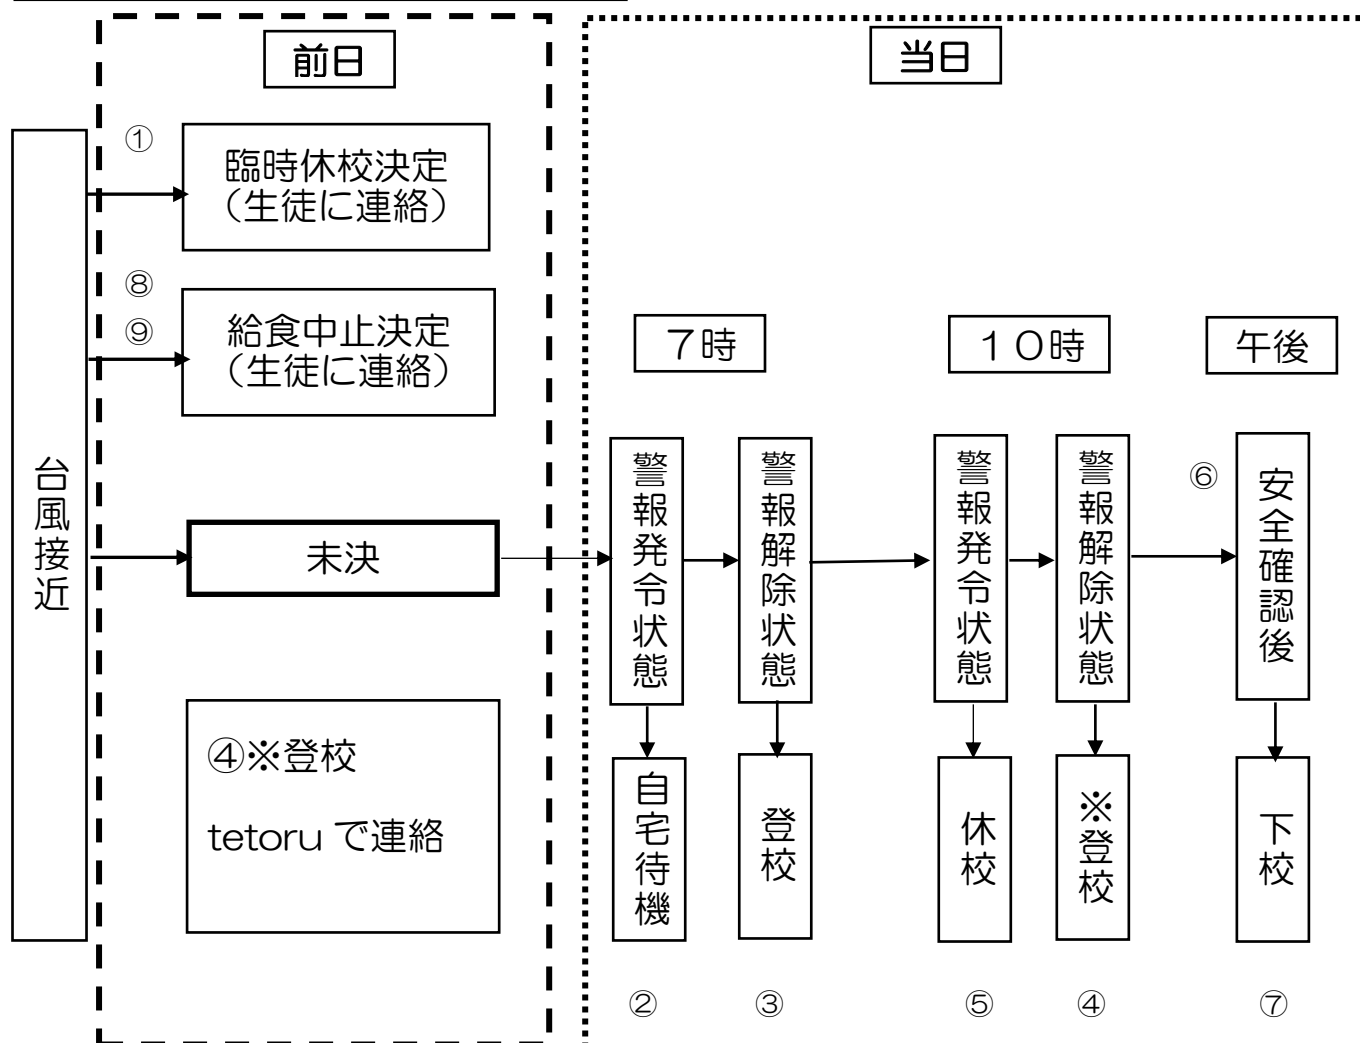 前日
当日
①
臨時休校決定
（生徒に連絡）
⑧
⑨
給食中止決定
（生徒に連絡）
７時
１０時
午後
台風接近
未決
警報発令状態
警報解除状態
警報発令状態
警報解除状態
⑥
安全確認後
④※登校
tetoru で連絡
自宅待機
登校
休校
※登校
下校
②
③
⑤
④
⑦